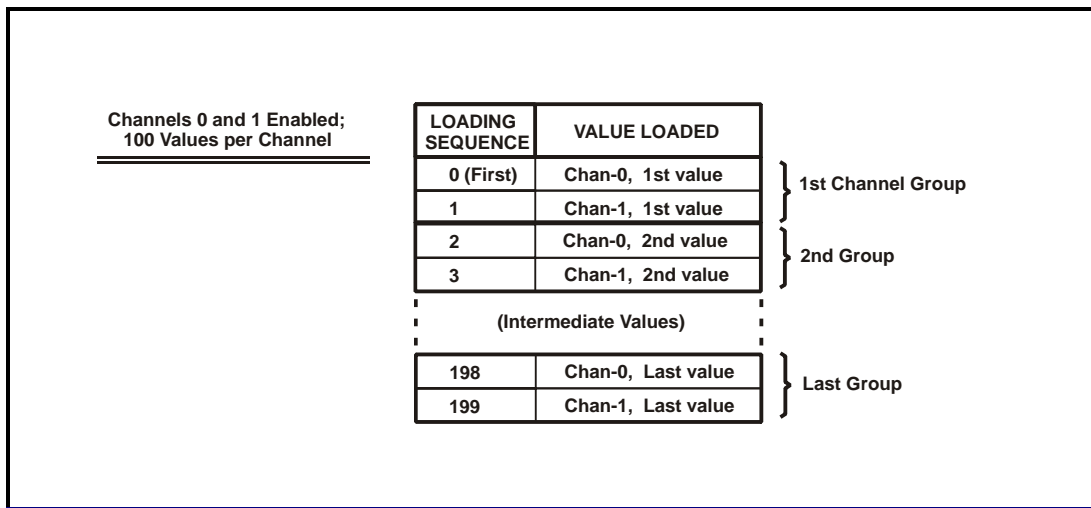 Channels 0 and 1 Enabled;
100 Values per Channel
LOADING
SEQUENCE
VALUE LOADED
0 (First)
Chan-0, 1st value
1
Chan-1, 1st value
1st Channel Group
2
Chan-0, 2nd value
3
Chan-1, 2nd value
2nd Group
(Intermediate Values)
198
Chan-0, Last value
199
Chan-1, Last value
Last Group